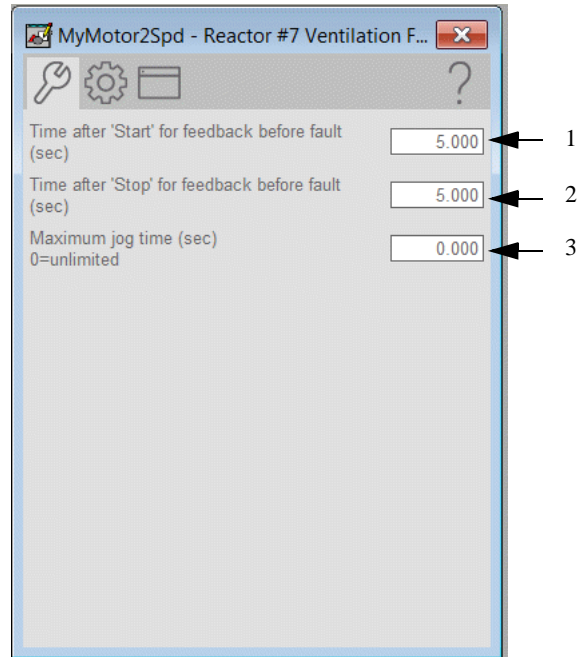 MyMotor2Spd - Reactor #7 Ventilation F...
?
Time after 'Start' for feedback before fault
(sec)
5.000
1
Time after 'Stop' for feedback before fault
(sec)
5.000
2
Maximum jog time (sec)
0=unlimited
0.000
3